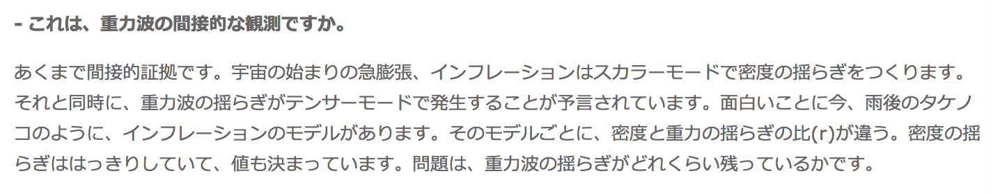 - これは、重力波の間接的な観測ですか。
あくまで間接的証拠です。宇宙の始まりの急膨張、インフレーションはスカラーモードで密度の揺らぎをつくります。
それと同時に、重力波の揺らぎがテンサーモードで発生することが予言されています。面白いことに今、雨後のタケノ
コのように、インフレーションのモデルがあります。そのモデルごとに、密度と重力の揺らぎの比(r)が違う。密度の揺
らぎははっきりしていて、値も決まっています。問題は、重力波の揺らぎがどれくらい残っているかです。